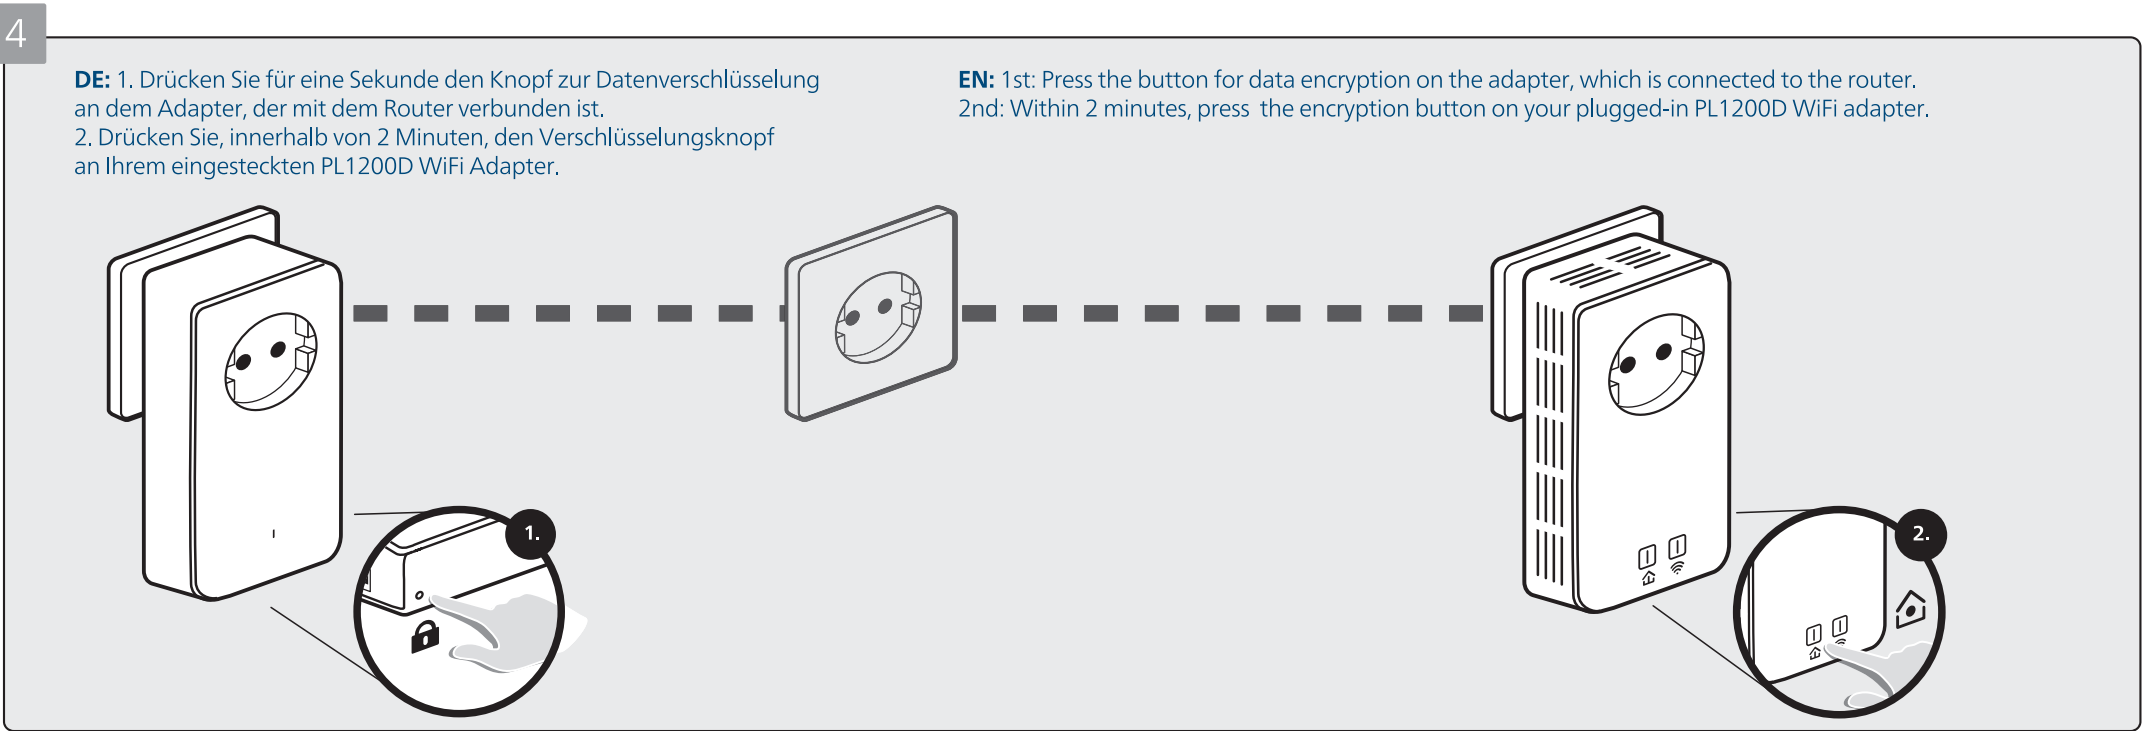 4
DE: 1. Drücken Sie für eine Sekunde den Knopf zur Datenverschlüsselung
an dem Adapter, der mit dem Router verbunden ist.
2. Drücken Sie, innerhalb von 2 Minuten, den Verschlüsselungsknopf
an Ihrem eingesteckten PL1200D WiFi Adapter.
EN: 1st: Press the button for data encryption on the adapter, which is connected to the router.
2nd: Within 2 minutes, press the encryption button on your plugged-in PL1200D WiFi adapter.
1.
2.